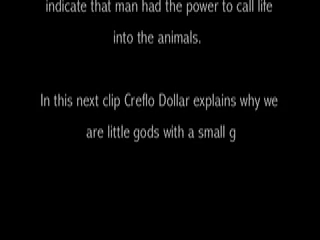 indicate that man had the power to call life
into the animals.
In this next clip Creflo Dollar explains why we
are little gods with a small g